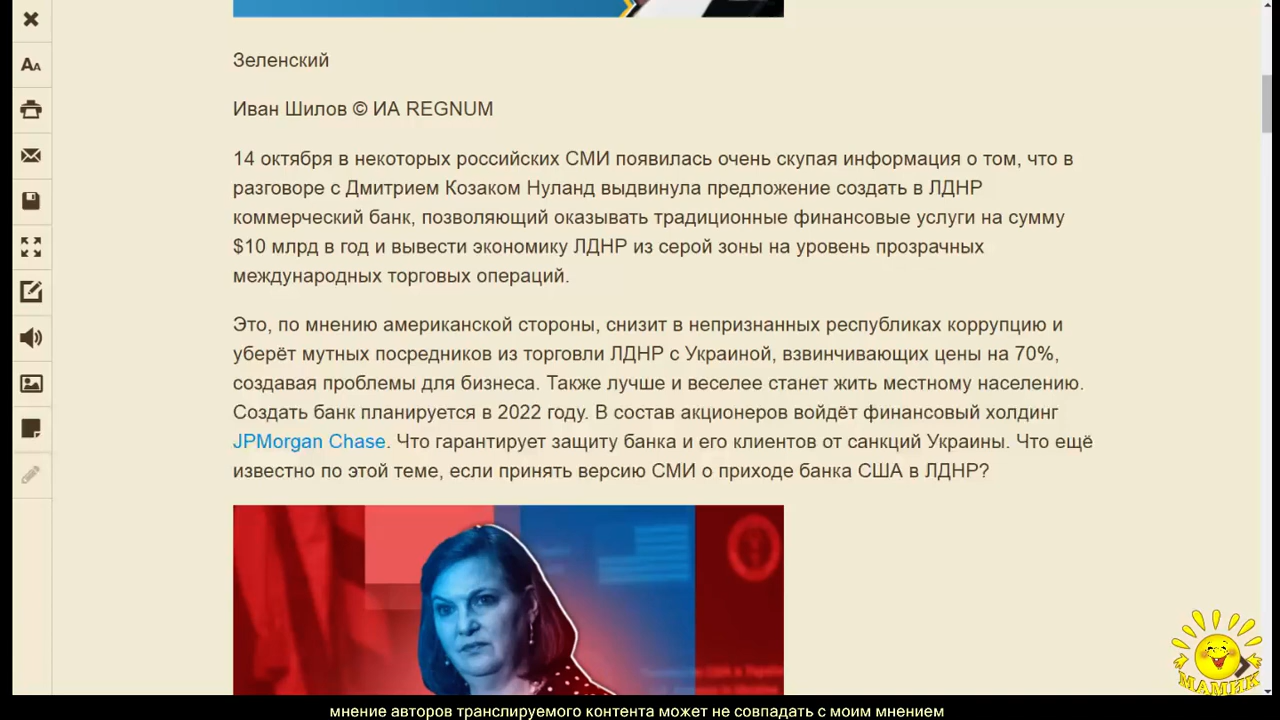 Зеленский
Иван Шилов © ИА REGNUM
14 октября в некоторых российских СМИ появилась очень скупая информация о том, что в
разговоре с Дмитрием Козаком Нуланд выдвинула предложение создать в ЛДНР
коммерческий банк, позволяющий оказывать традиционные финансовые услуги на сумму
$10 млрд в год и вывести экономику ЛДНР из серой зоны на уровень прозрачных
международных торговых операций.
Это, по мнению американской стороны, снизит в непризнанных республиках коррупцию и
уберёт мутных посредников из торговли ЛДНР с Украиной, взвинчивающих цены на 70%,
создавая проблемы для бизнеса. Также лучше и веселее станет жить местному населению.
Создать банк планируется в 2022 году. В состав акционеров войдёт финансовый холдинг
JPMorgan Chase. Что гарантирует защиту банка и его клиентов от санкций Украины. Что ещё
известно по этой теме, если принять версию СМИ о приходе банка США в ЛДНР?
МАМИК
мнение авторов транслируемого контента может не совпадать с моим мнением